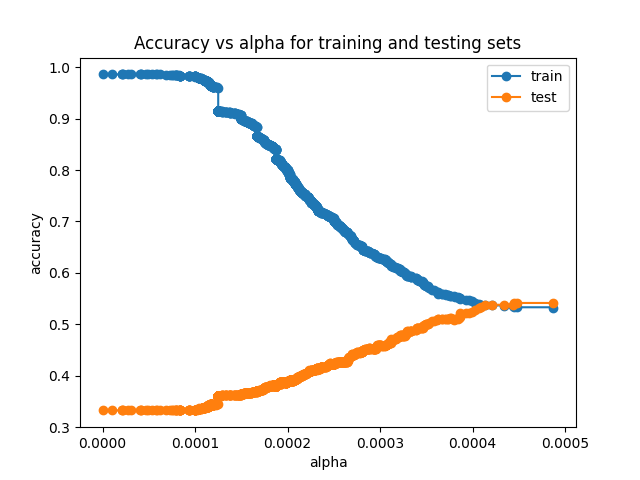 Accuracy vs alpha for training and testing sets
train
test
1.0
0.9
0.8
0.7
0.6
0.5
0.4
0.3
accuracy
0.0000 0.0001 0.0002 0.0003 0.0004 0.0005
alpha